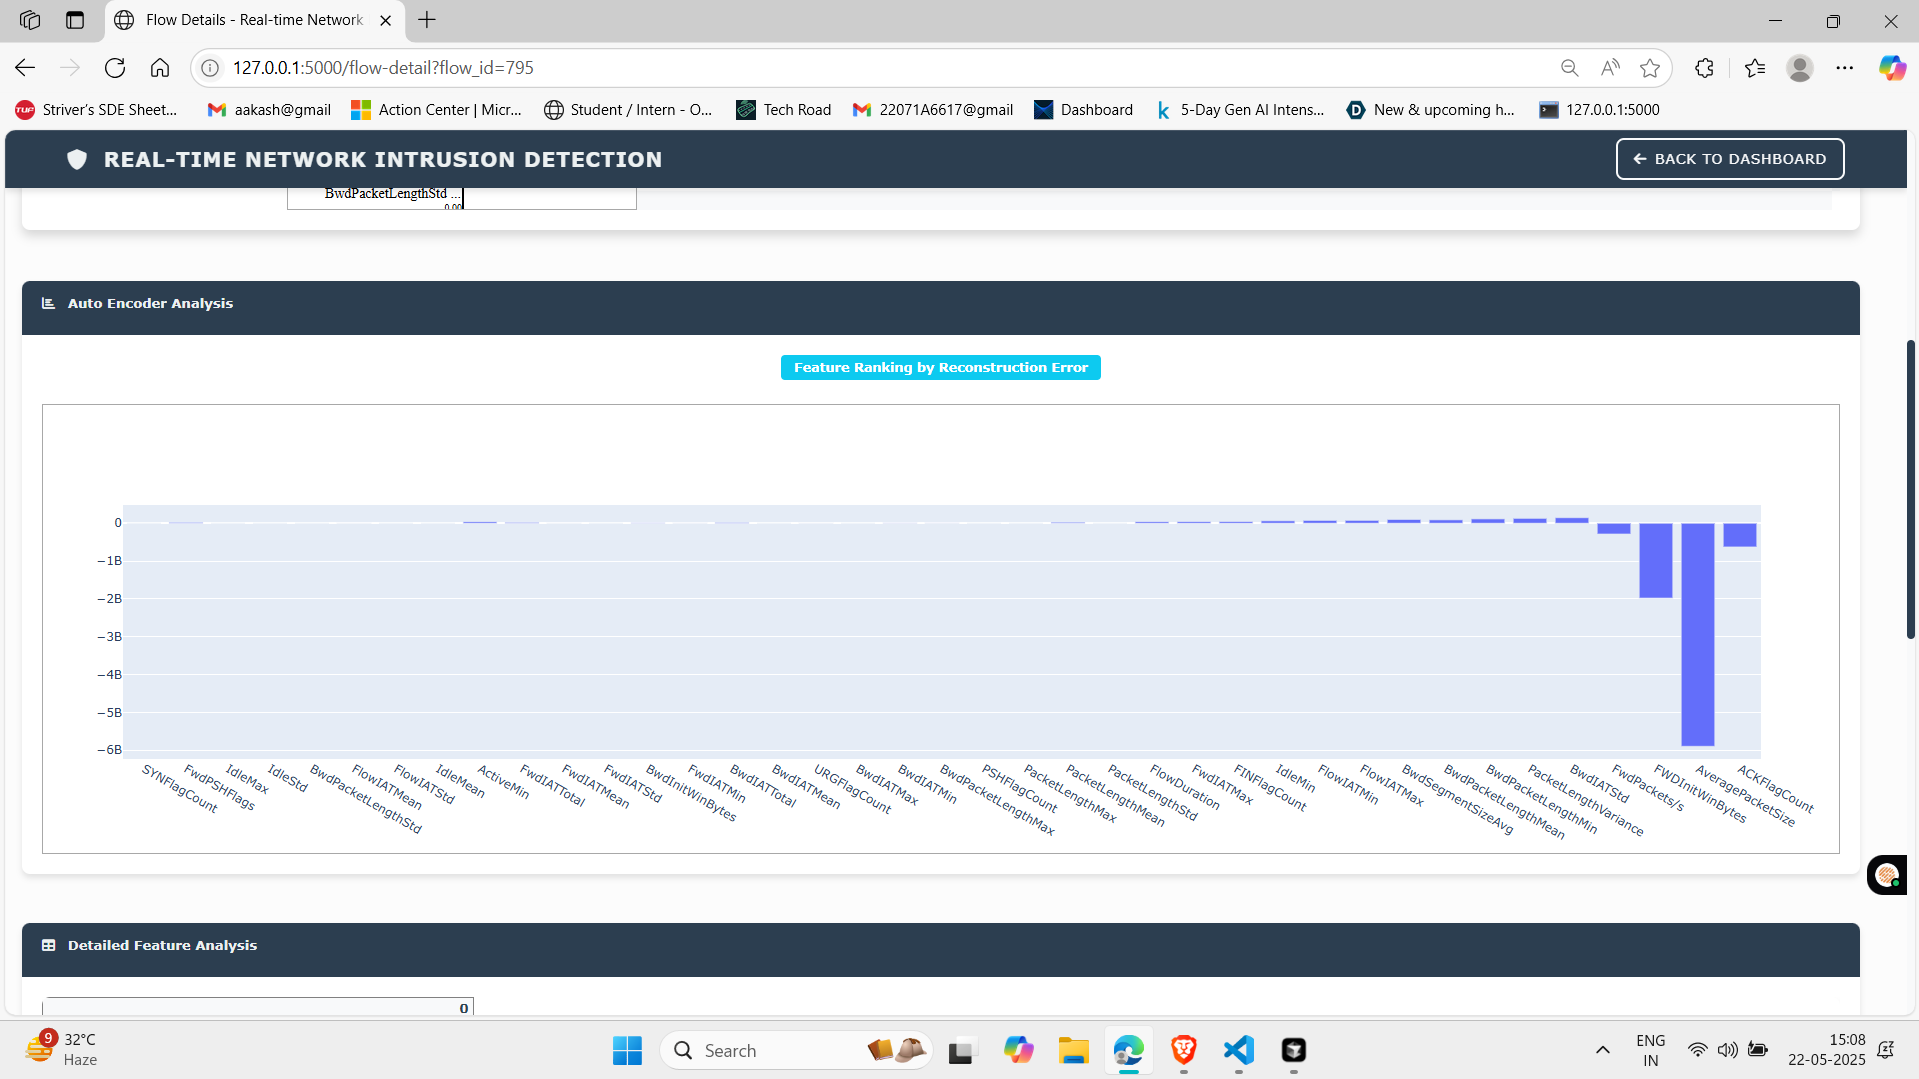 Flow Details - Real-time Network
127.0.0.1:5000/flow-detail?flow_id=795
TUF Striver's SDE Sheet...
aakash@gmail
Action Center | Micr...
Student / Intern - O...
Tech Road
22071A6617@gmail
Dashboard
k 5-Day Gen AI Intens...
D New & upcoming h...
127.0.0.1:5000
REAL-TIME NETWORK INTRUSION DETECTION
BACK TO DASHBOARD
BwdPacketLengthStd ...
0.00
Auto Encoder Analysis
Feature Ranking by Reconstruction Error
0
−1B
−2B
−3B
−4B
−5B
−6B
SYNFlagCount
FwdPSHFlags
IdleMax
IdleStd
BwdPacketLengthStd
FlowIATMean
FlowIATStd
IdleMean
ActiveMin
FwdIATTotal
FwdIATMean
FwdIATStd
BwdInitWinBytes
FwdIATMin
BwdIATTotal
BwdIATMean
URGFlagCount
BwdIATMax
BwdIATMin
BwdPacketLengthMax
PSHFlagCount
PacketLengthMax
PacketLengthMean
PacketLengthStd
FlowDuration
FwdIATMax
FINFlagCount
IdleMin
FlowIATMin
FlowIATMax
BwdSegmentSizeAvg
BwdPacketLengthMean
BwdPacketLengthMin
PacketLengthVariance
BwdIATStd
FwdPackets/s
FWDInitWinBytes
AveragePacketSize
ACKFlagCount
Detailed Feature Analysis
0
9
32°C
Haze
Search
ENG
IN
15:08
22-05-2025